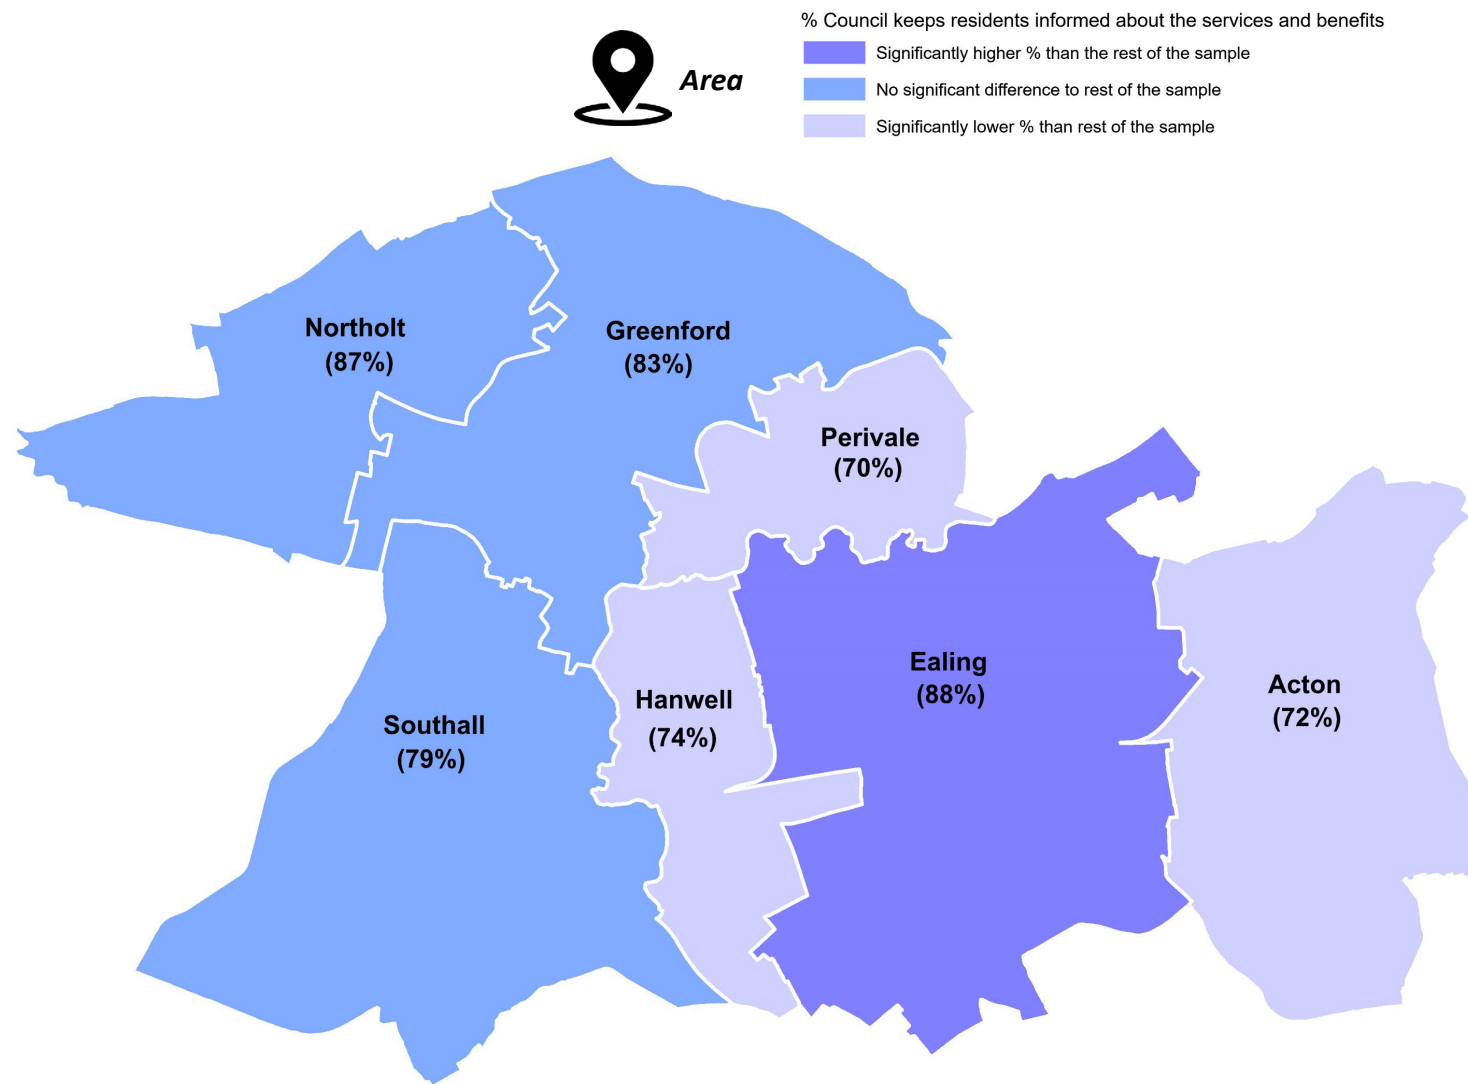 % Council keeps residents informed about the services and benefits
Significantly higher % than the rest of the sample
Area
No significant difference to rest of the sample
Significantly lower % than rest of the sample
Northolt
(87%)
Greenford
(83%)
Perivale
(70%)
Ealing
(88%)
Acton
(72%)
Hanwell
(74%)
Southall
(79%)